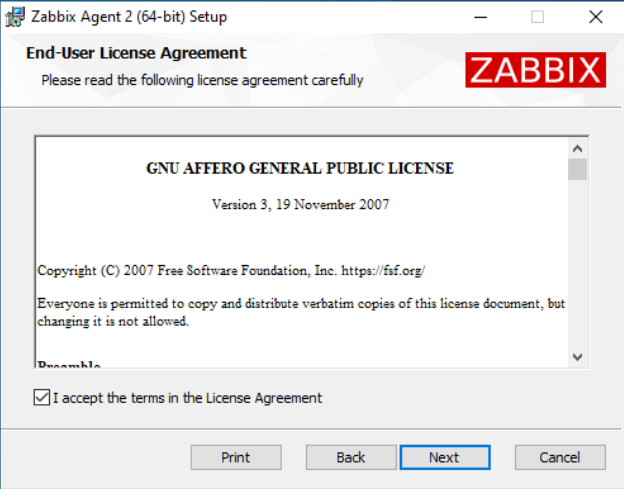 Zabbix Agent 2 (64-bit) Setup
End-User License Agreement
Please read the following license agreement carefully
ZABBIX
GNU AFFERO GENERAL PUBLIC LICENSE
Version 3, 19 November 2007
Copyright (C) 2007 Free Software Foundation, Inc. https://fsf.org/
Everyone is permitted to copy and distribute verbatim copies of this license document, but
changing it is not allowed.
Preamble
I accept the terms in the License Agreement
Print
Back
Next
Cancel